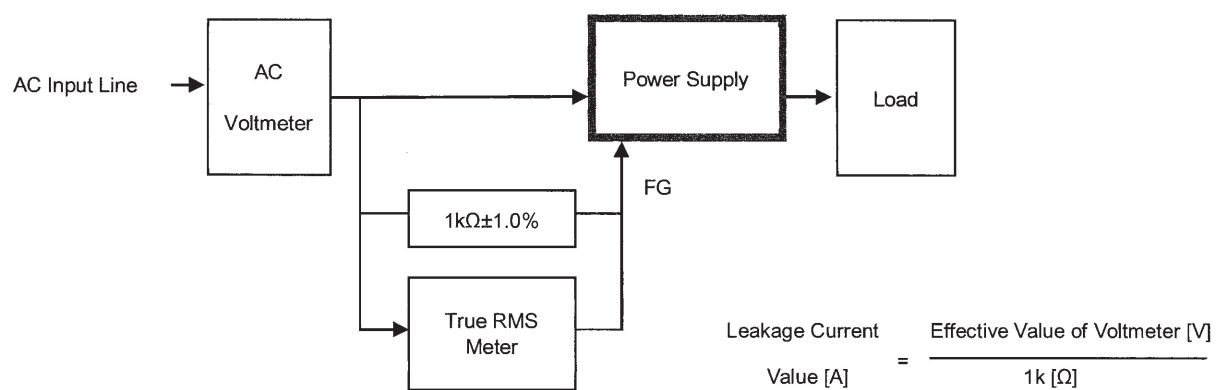 AC Input Line
AC
Voltmeter
Power Supply
Load
FG
1kΩ±1.0%
True RMS
Meter
Leakage Current
Value [A]
=
Effective Value of Voltmeter [V]
1k [Ω]